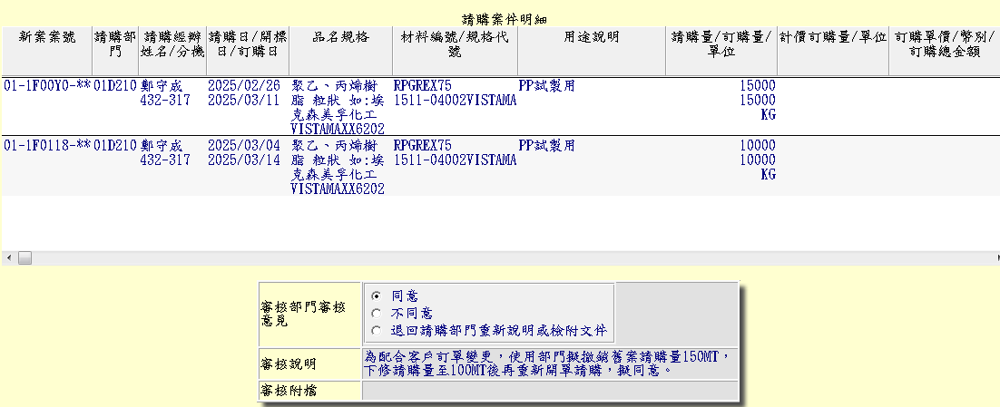 請購案件明細
新案案號 請購部門 請購經辦姓名/分機 請購日/開標日/訂購日 品名規格 材料編號/規格代號 用途說明 請購量/訂購量/單位 計價訂購量/單位 訂購單價/幣別/訂購總金額
01-1F00Y0-** 01D210 鄭守成 2025/02/26 聚乙、丙烯樹 RPGREX75 PP試製用 15000
432-317 2025/03/11 脂 粒狀 如:埃 1511-04002VISTAMA 15000
克森美孚化工 KG
VISTAMAXX6202
01-1F0118-** 01D210 鄭守成 2025/03/04 聚乙、丙烯樹 RPGREX75 PP試製用 10000
432-317 2025/03/14 脂 粒狀 如:埃 1511-04002VISTAMA 10000
克森美孚化工 KG
VISTAMAXX6202
審核部門審核意見
同意
不同意
退回請購部門重新說明或檢附文件
審核說明
為配合客戶訂單變更，使用部門擬撤銷舊案請購量150MT，
下修請購量至100MT後再重新開單請購，擬同意。
審核附檔